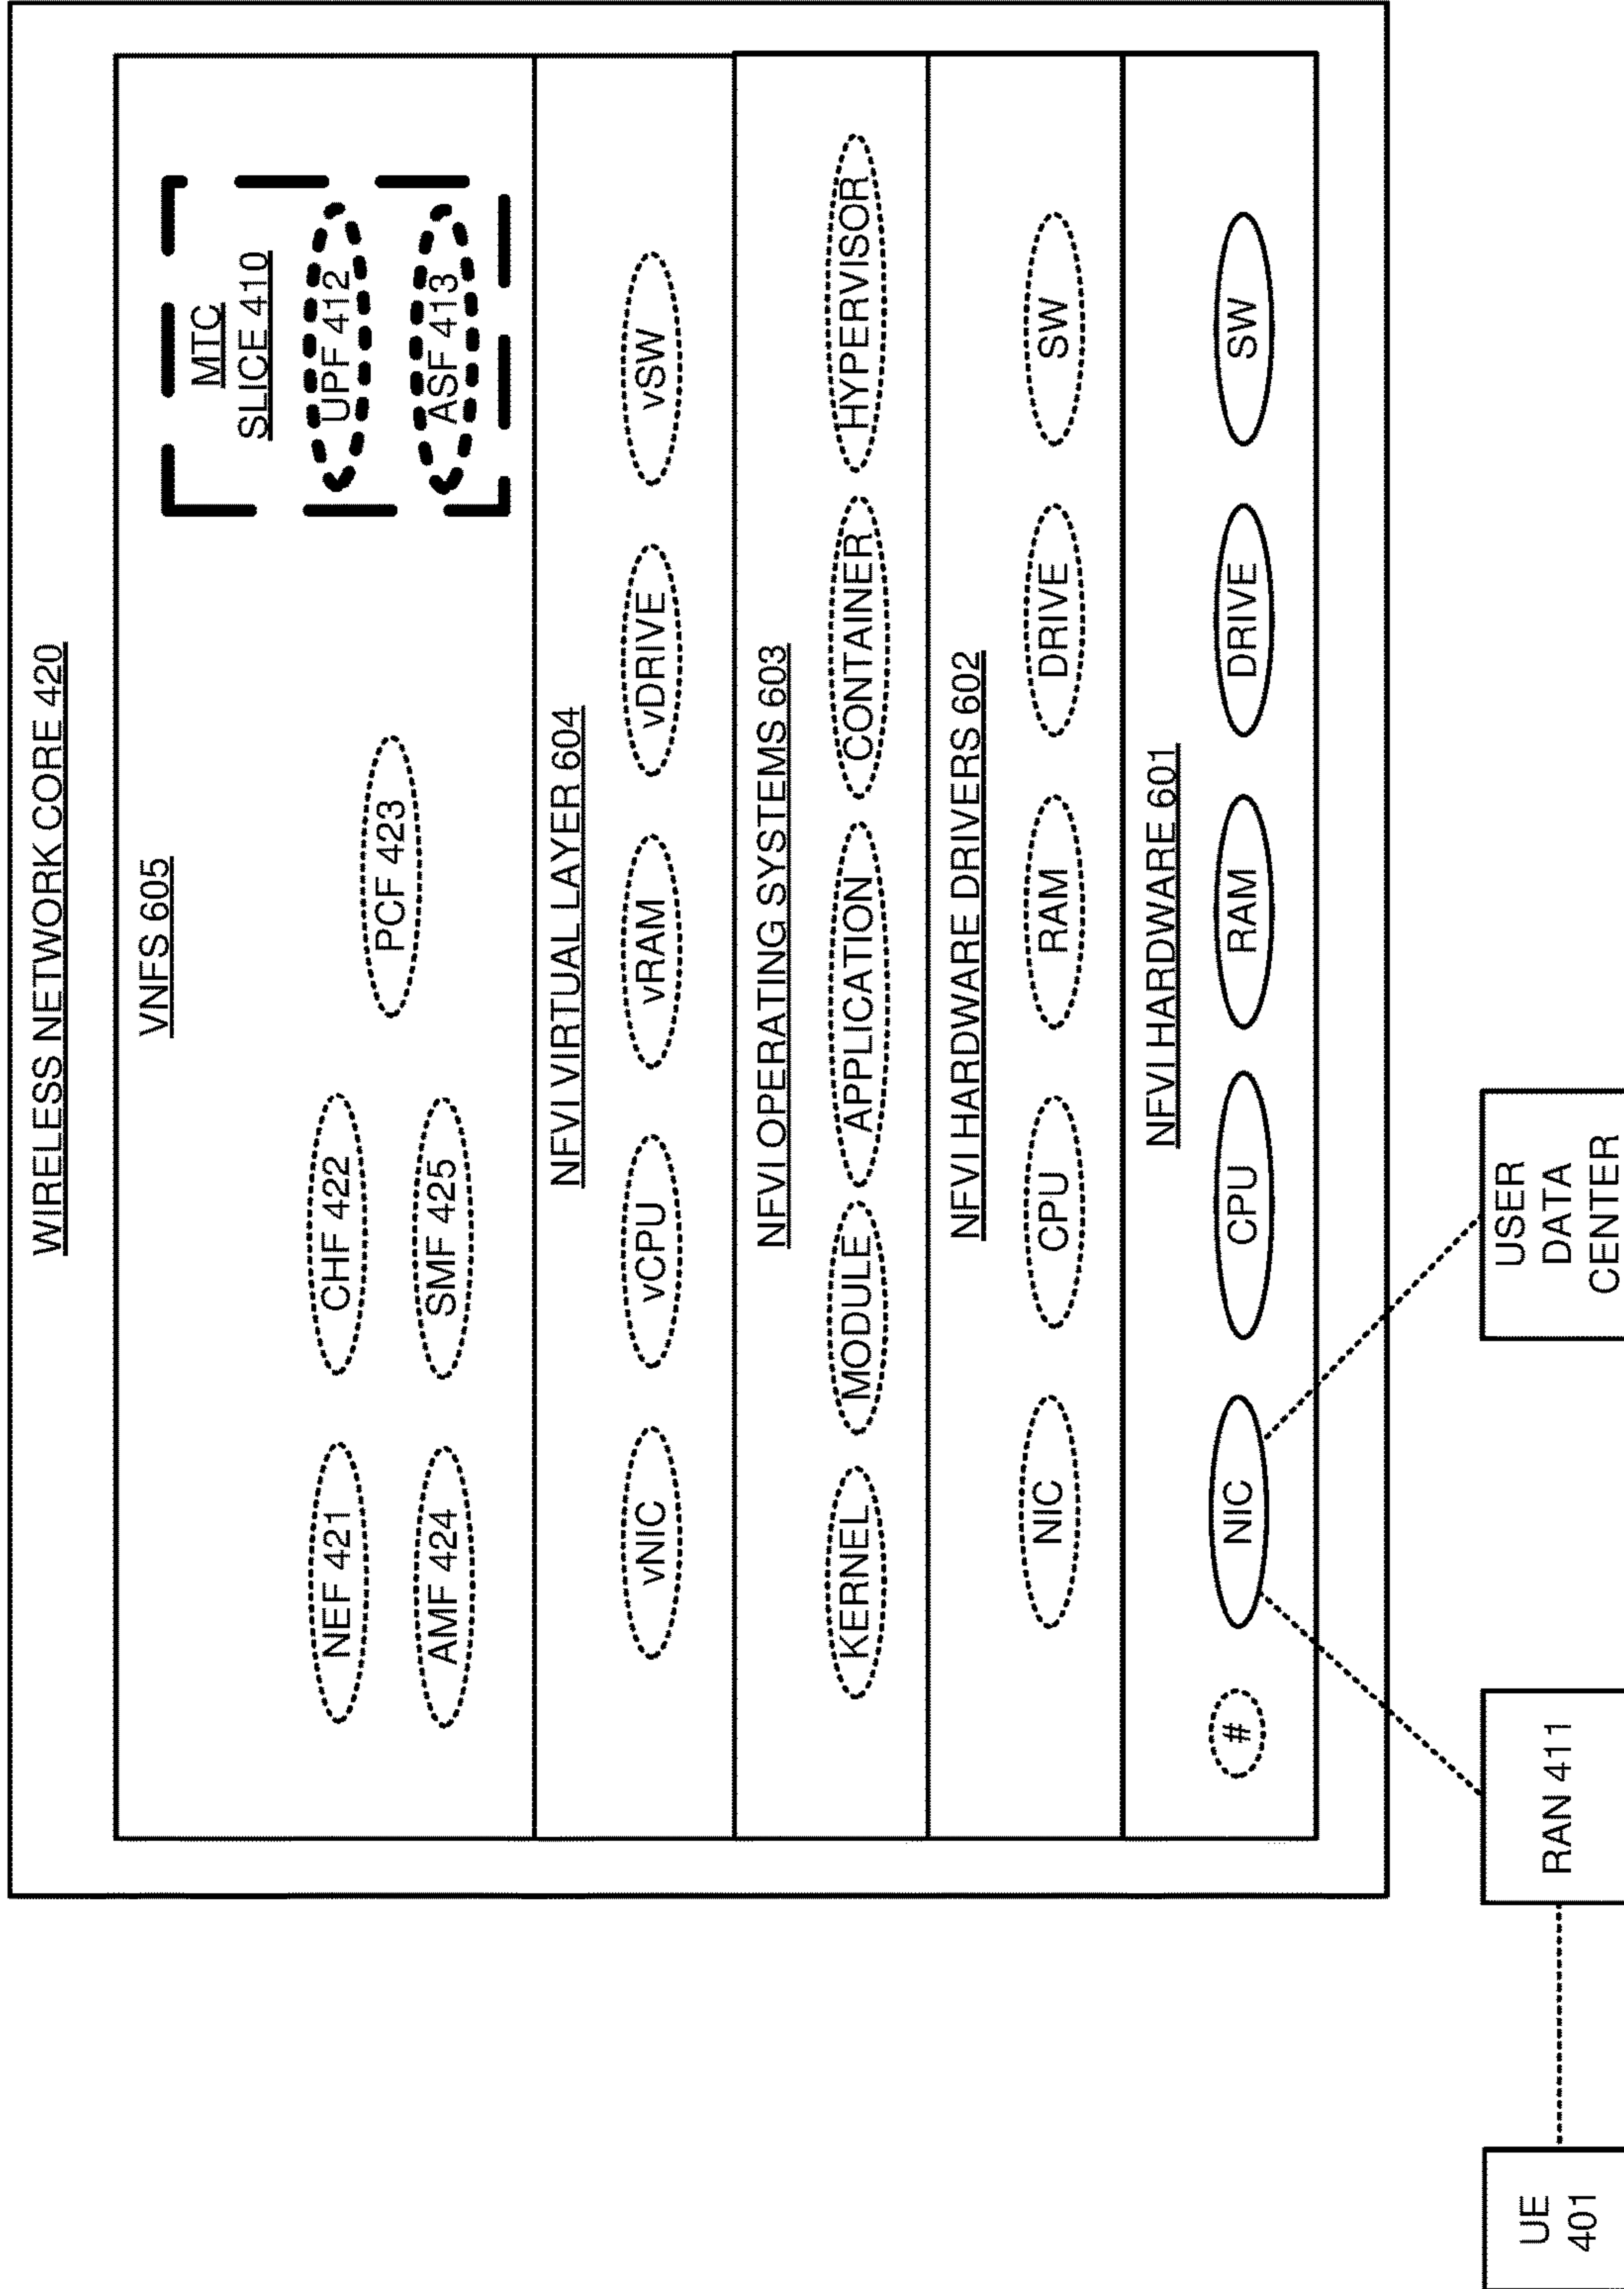 WIRELESS NETWORK CORE 420
VNFS 605
MTC
SLICE 410
NEF 421
CHF 422
PCF 423
UPF 412
AMF 424
SMF 425
ASF 413
NFVI VIRTUAL LAYER 604
vNIC
vCPU
vRAM
vDRIVE
vSW
NFVI OPERATING SYSTEMS 603
KERNEL
MODULE
APPLICATION
CONTAINER
HYPERVISOR
NFVI HARDWARE DRIVERS 602
NIC
CPU
RAM
DRIVE
SW
NFVI HARDWARE 601
#
NIC
CPU
RAM
DRIVE
SW
UE
401
RAN 411
USER
DATA
CENTER